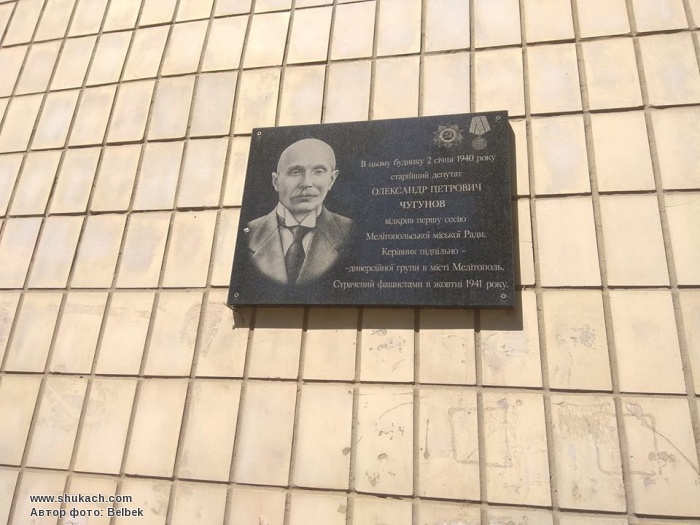 В цьому будинку 2 січня 1940 року
старійший депутат
ОЛЕКСАНДР ПЕТРОВИЧ
ЧУГУНОВ
відкрив першу сесію
Мелітопольської міської Ради.
Керівник підпільно –
-диверсійної групи в місті Мелітополь.
Страчений фашистами в жовтні 1941 року.
www.shukach.com
Автор фото: Belbek